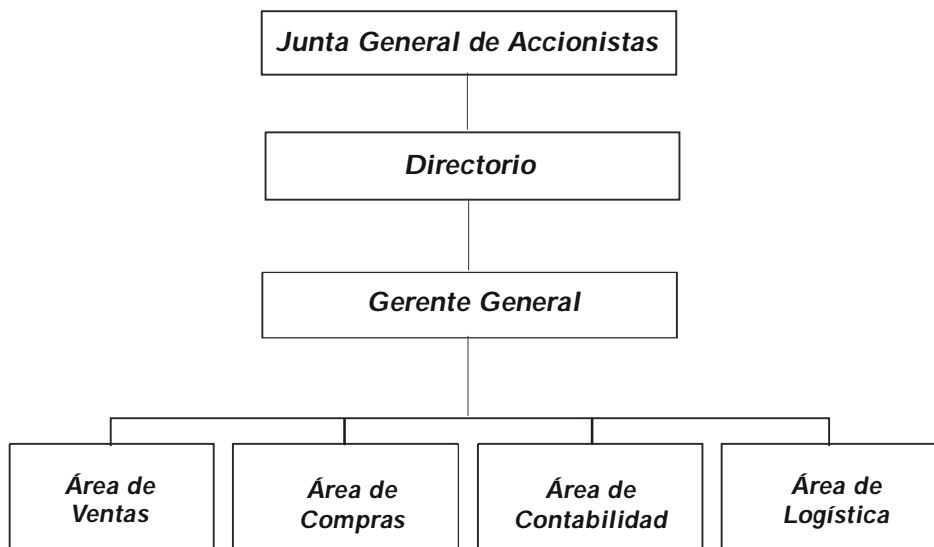 Junta General de Accionistas
Directorio
Gerente General
Área de
Ventas
Área de
Compras
Área de
Contabilidad
Área de
Logística